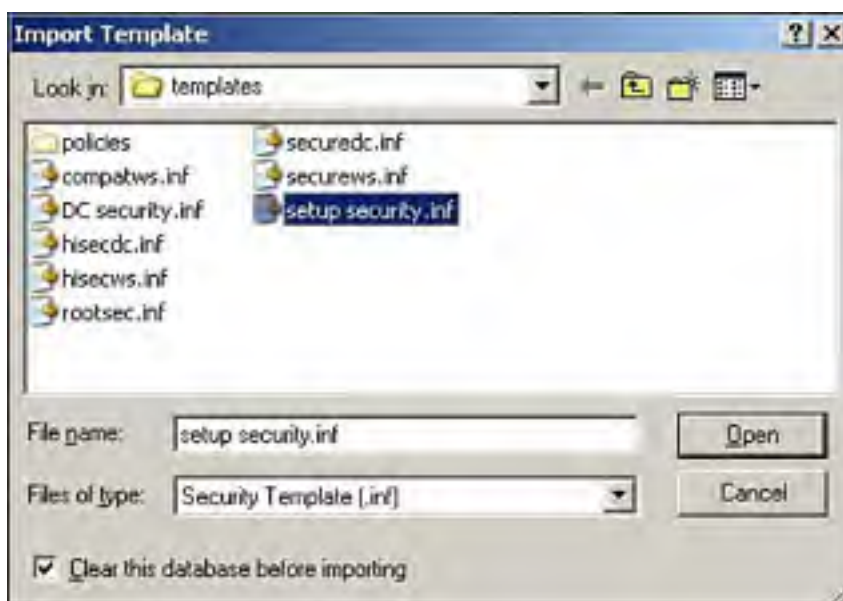 Import Template
Look in: templates
policies
compatws.inf
DC security.inf
hisecdc.inf
hisecws.inf
rootsec.inf
securedc.inf
securews.inf
setup security.inf
File name: setup security.inf Open
Files of type: Security Template (.inf) Cancel
Clear this database before importing